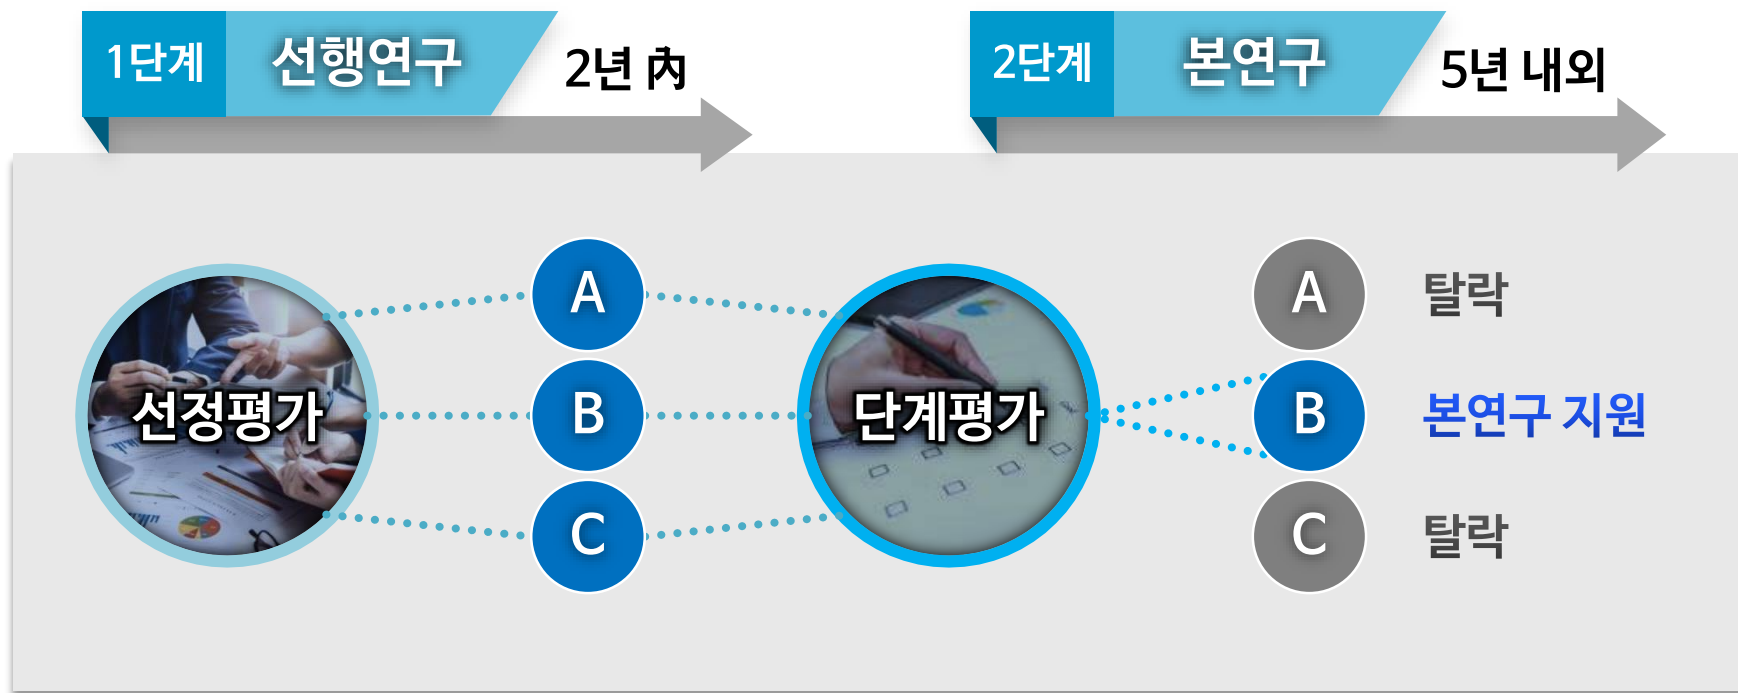 1단계 선행연구 2년 內
2단계 본연구 5년 내외
선정평가
A
B
C
단계평가
A 탈락
B 본연구 지원
C 탈락